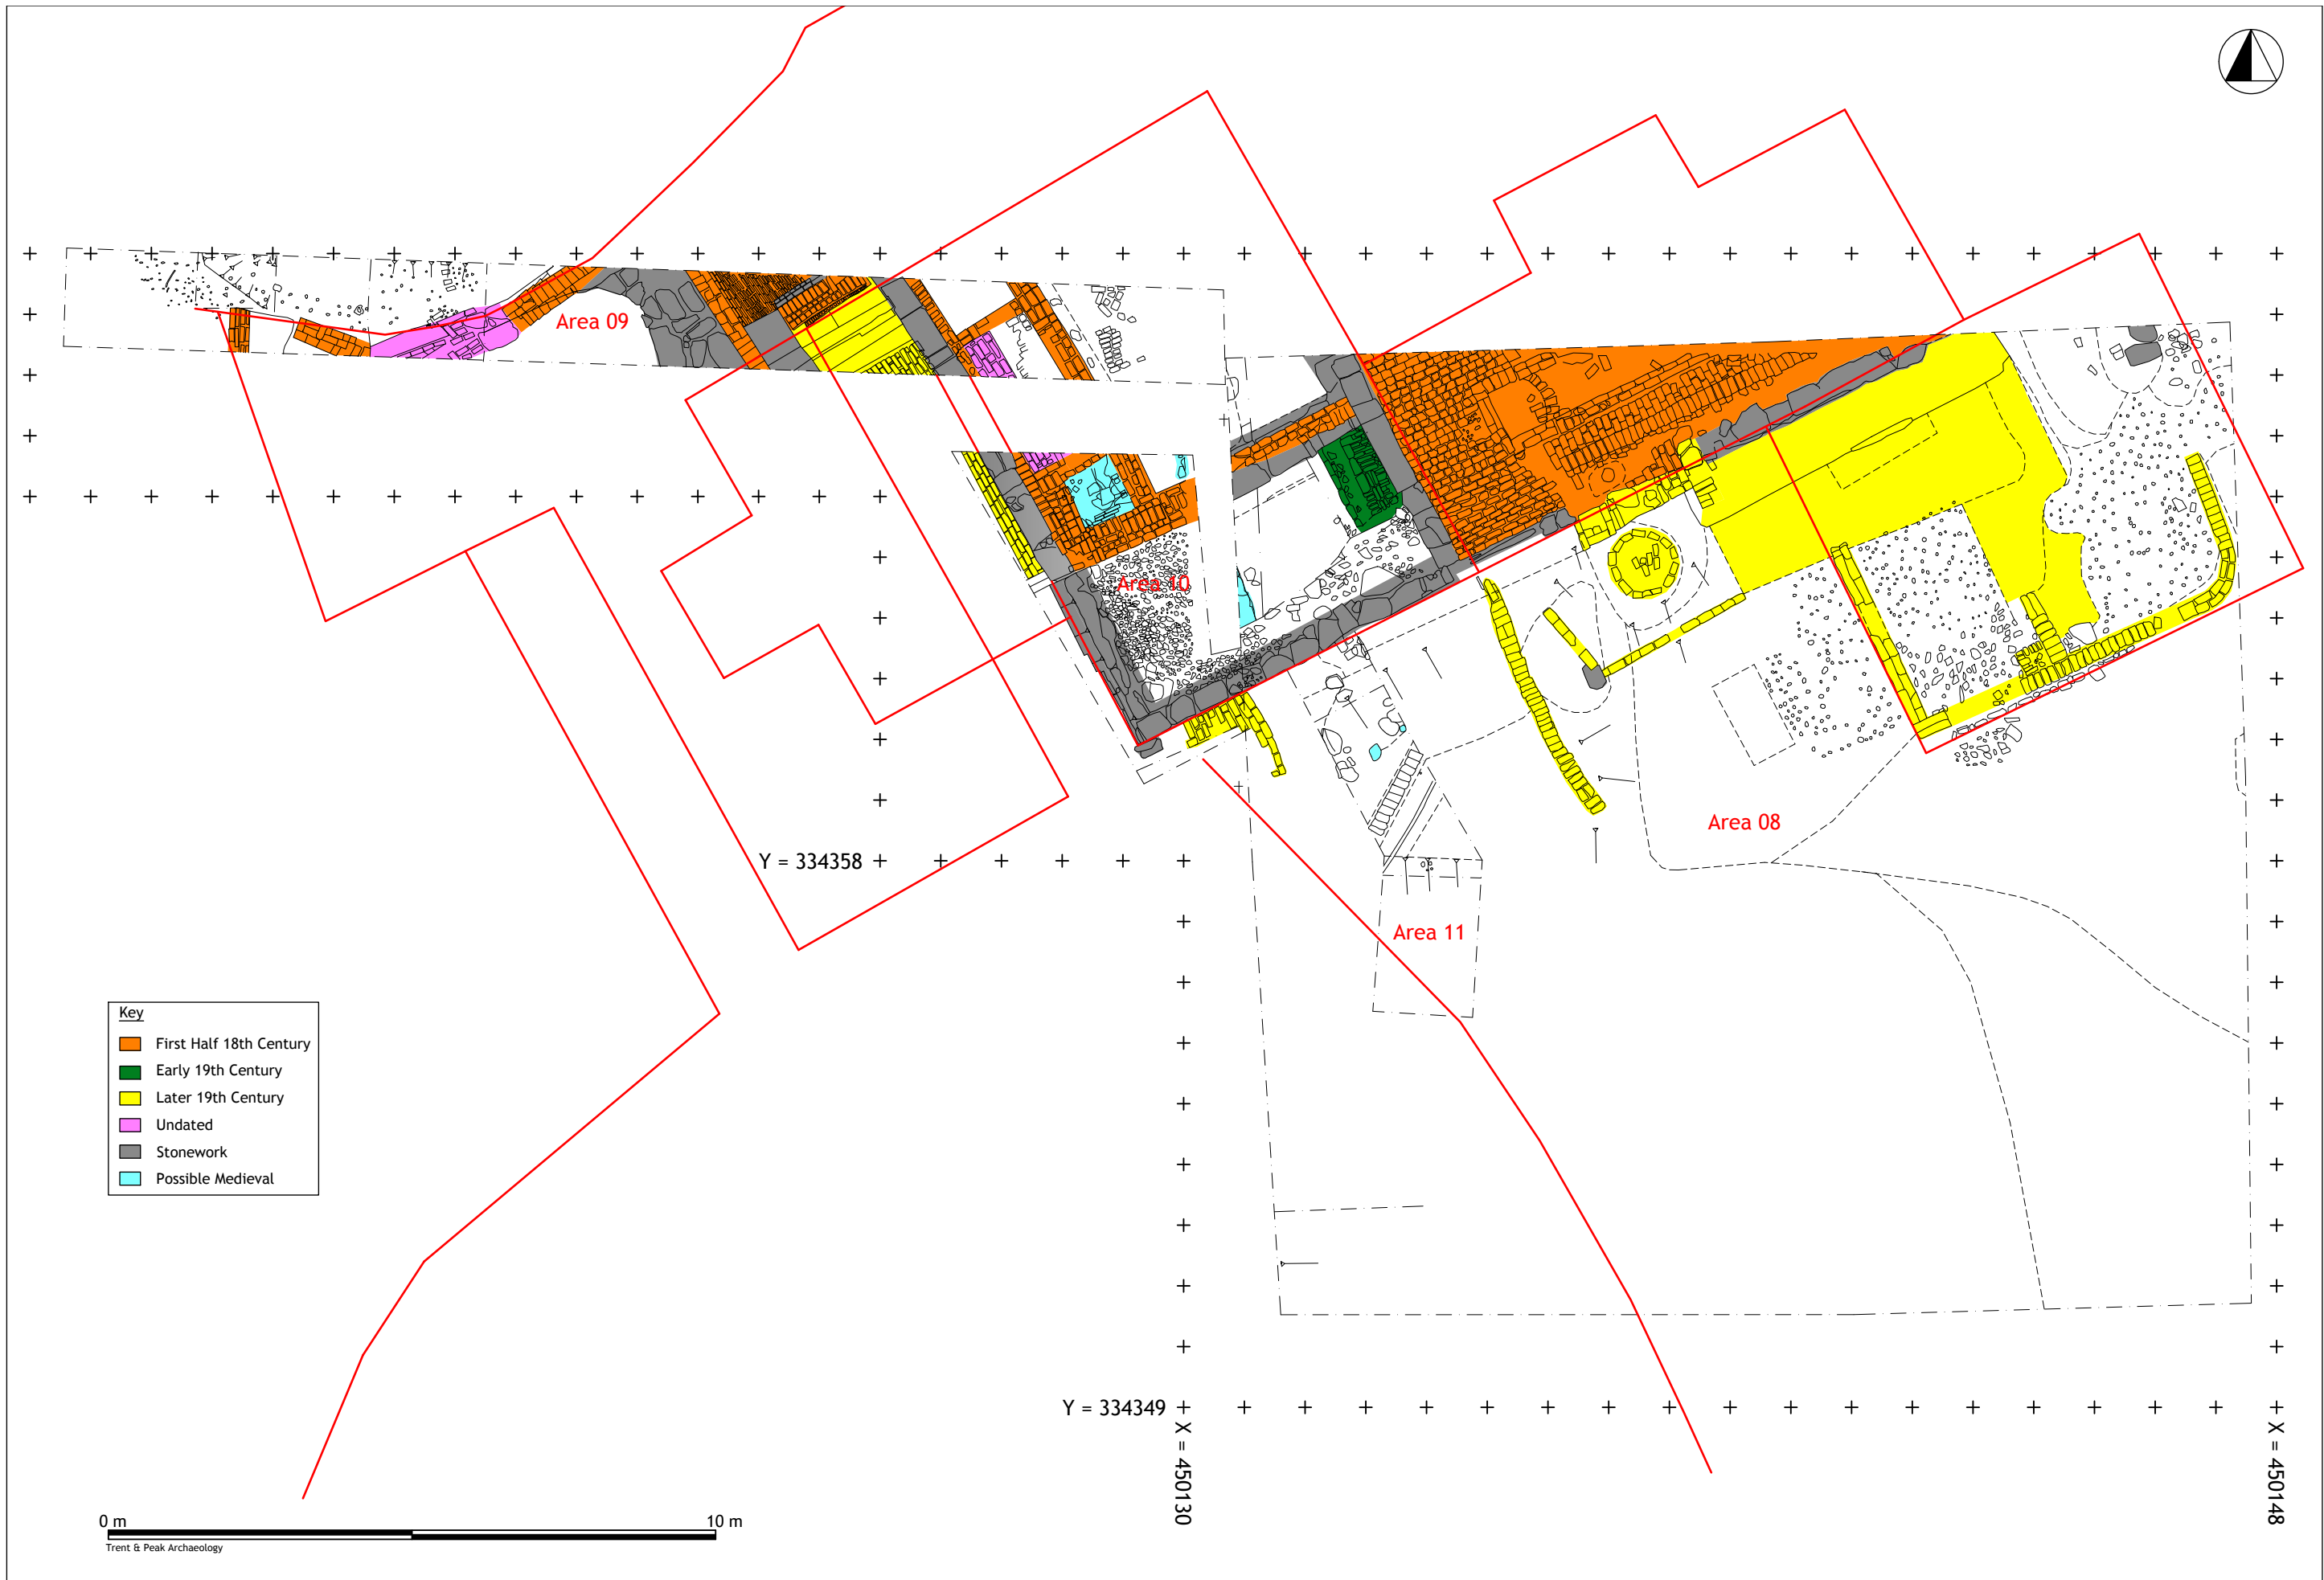 Area 09
Area 10
Y = 334358
Area 08
Area 11
Key
First Half 18th Century
Early 19th Century
Later 19th Century
Undated
Stonework
Possible Medieval
Y = 334349
X = 450130
X = 450148
0 m
10 m
Trent & Peak Archaeology